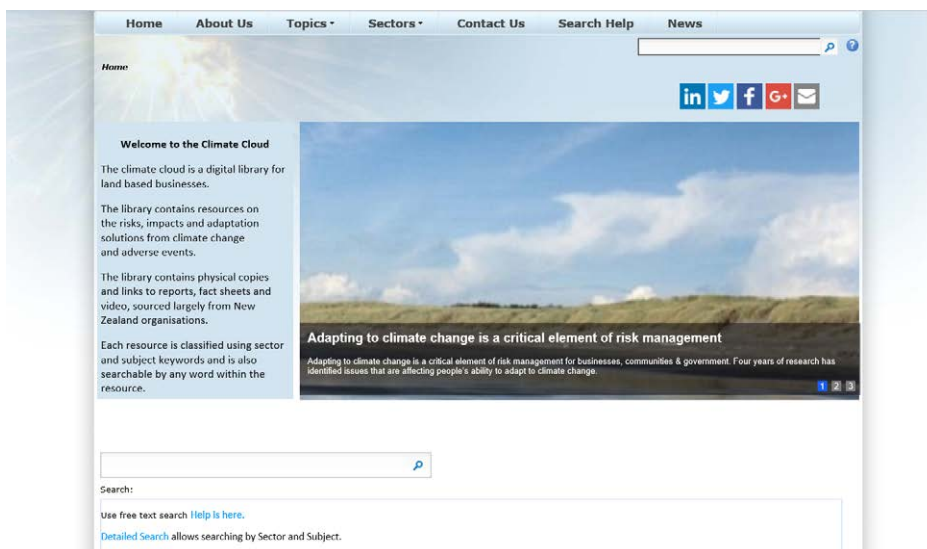 Home About Us Topics Sectors Contact Us Search Help News
Home
in f G+
Welcome to the Climate Cloud
The climate cloud is a digital library for
land based businesses.
The library contains resources on
the risks, impacts and adaptation
solutions from climate change
and adverse events.
The library contains physical copies
and links to reports, fact sheets and
video, sourced largely from New
Zealand organisations.
Each resource is classified using sector
and subject keywords and is also
searchable by any word within the
resource.
Adapting to climate change is a critical element of risk management
Adapting to climate change is a critical element of risk management for businesses, communities & government. Four years of research has
identified issues that are affecting people's ability to adapt to climate change.
1 2 3
Search:
Use free text search Help is here.
Detailed Search allows searching by Sector and Subject.